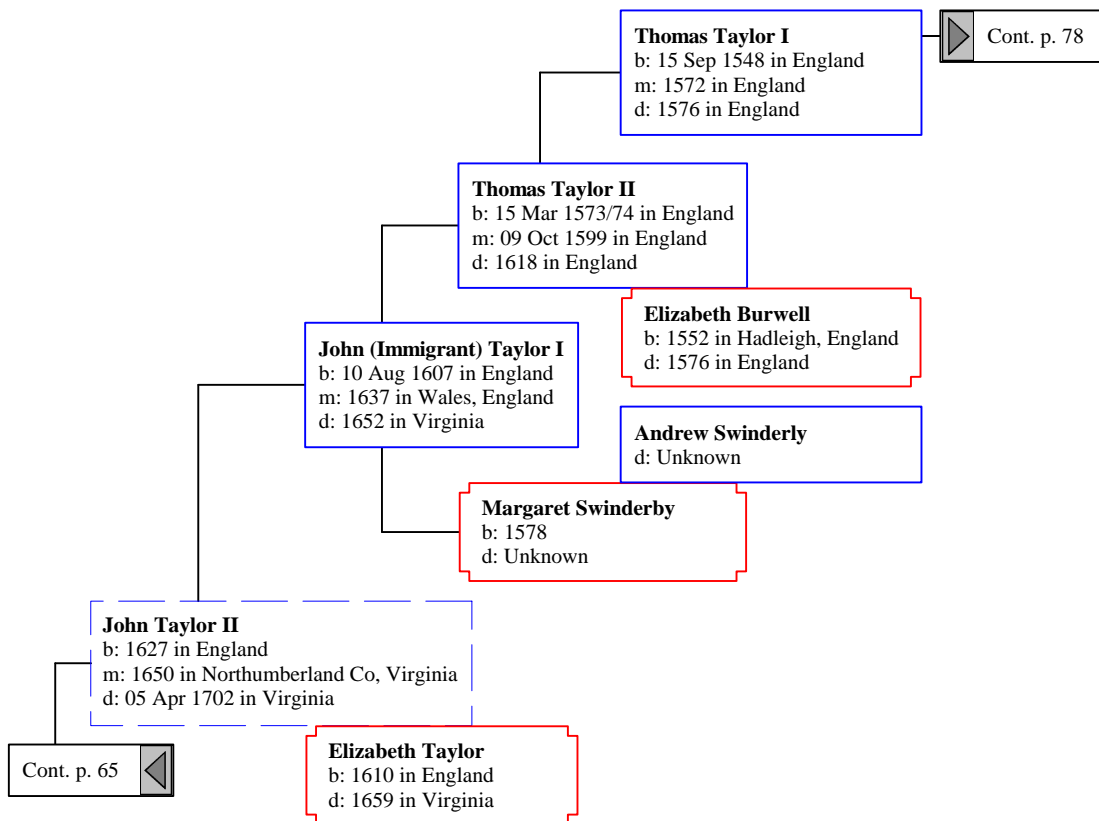 Thomas Taylor I
b: 15 Sep 1548 in England
m: 1572 in England
d: 1576 in England
Cont. p. 78
Thomas Taylor II
b: 15 Mar 1573/74 in England
m: 09 Oct 1599 in England
d: 1618 in England
Elizabeth Burwell
b: 1552 in Hadleigh, England
d: 1576 in England
John (Immigrant) Taylor I
b: 10 Aug 1607 in England
m: 1637 in Wales, England
d: 1652 in Virginia
Andrew Swinderly
d: Unknown
Margaret Swinderby
b: 1578
d: Unknown
John Taylor II
b: 1627 in England
m: 1650 in Northumberland Co, Virginia
d: 05 Apr 1702 in Virginia
Cont. p. 65
Elizabeth Taylor
b: 1610 in England
d: 1659 in Virginia